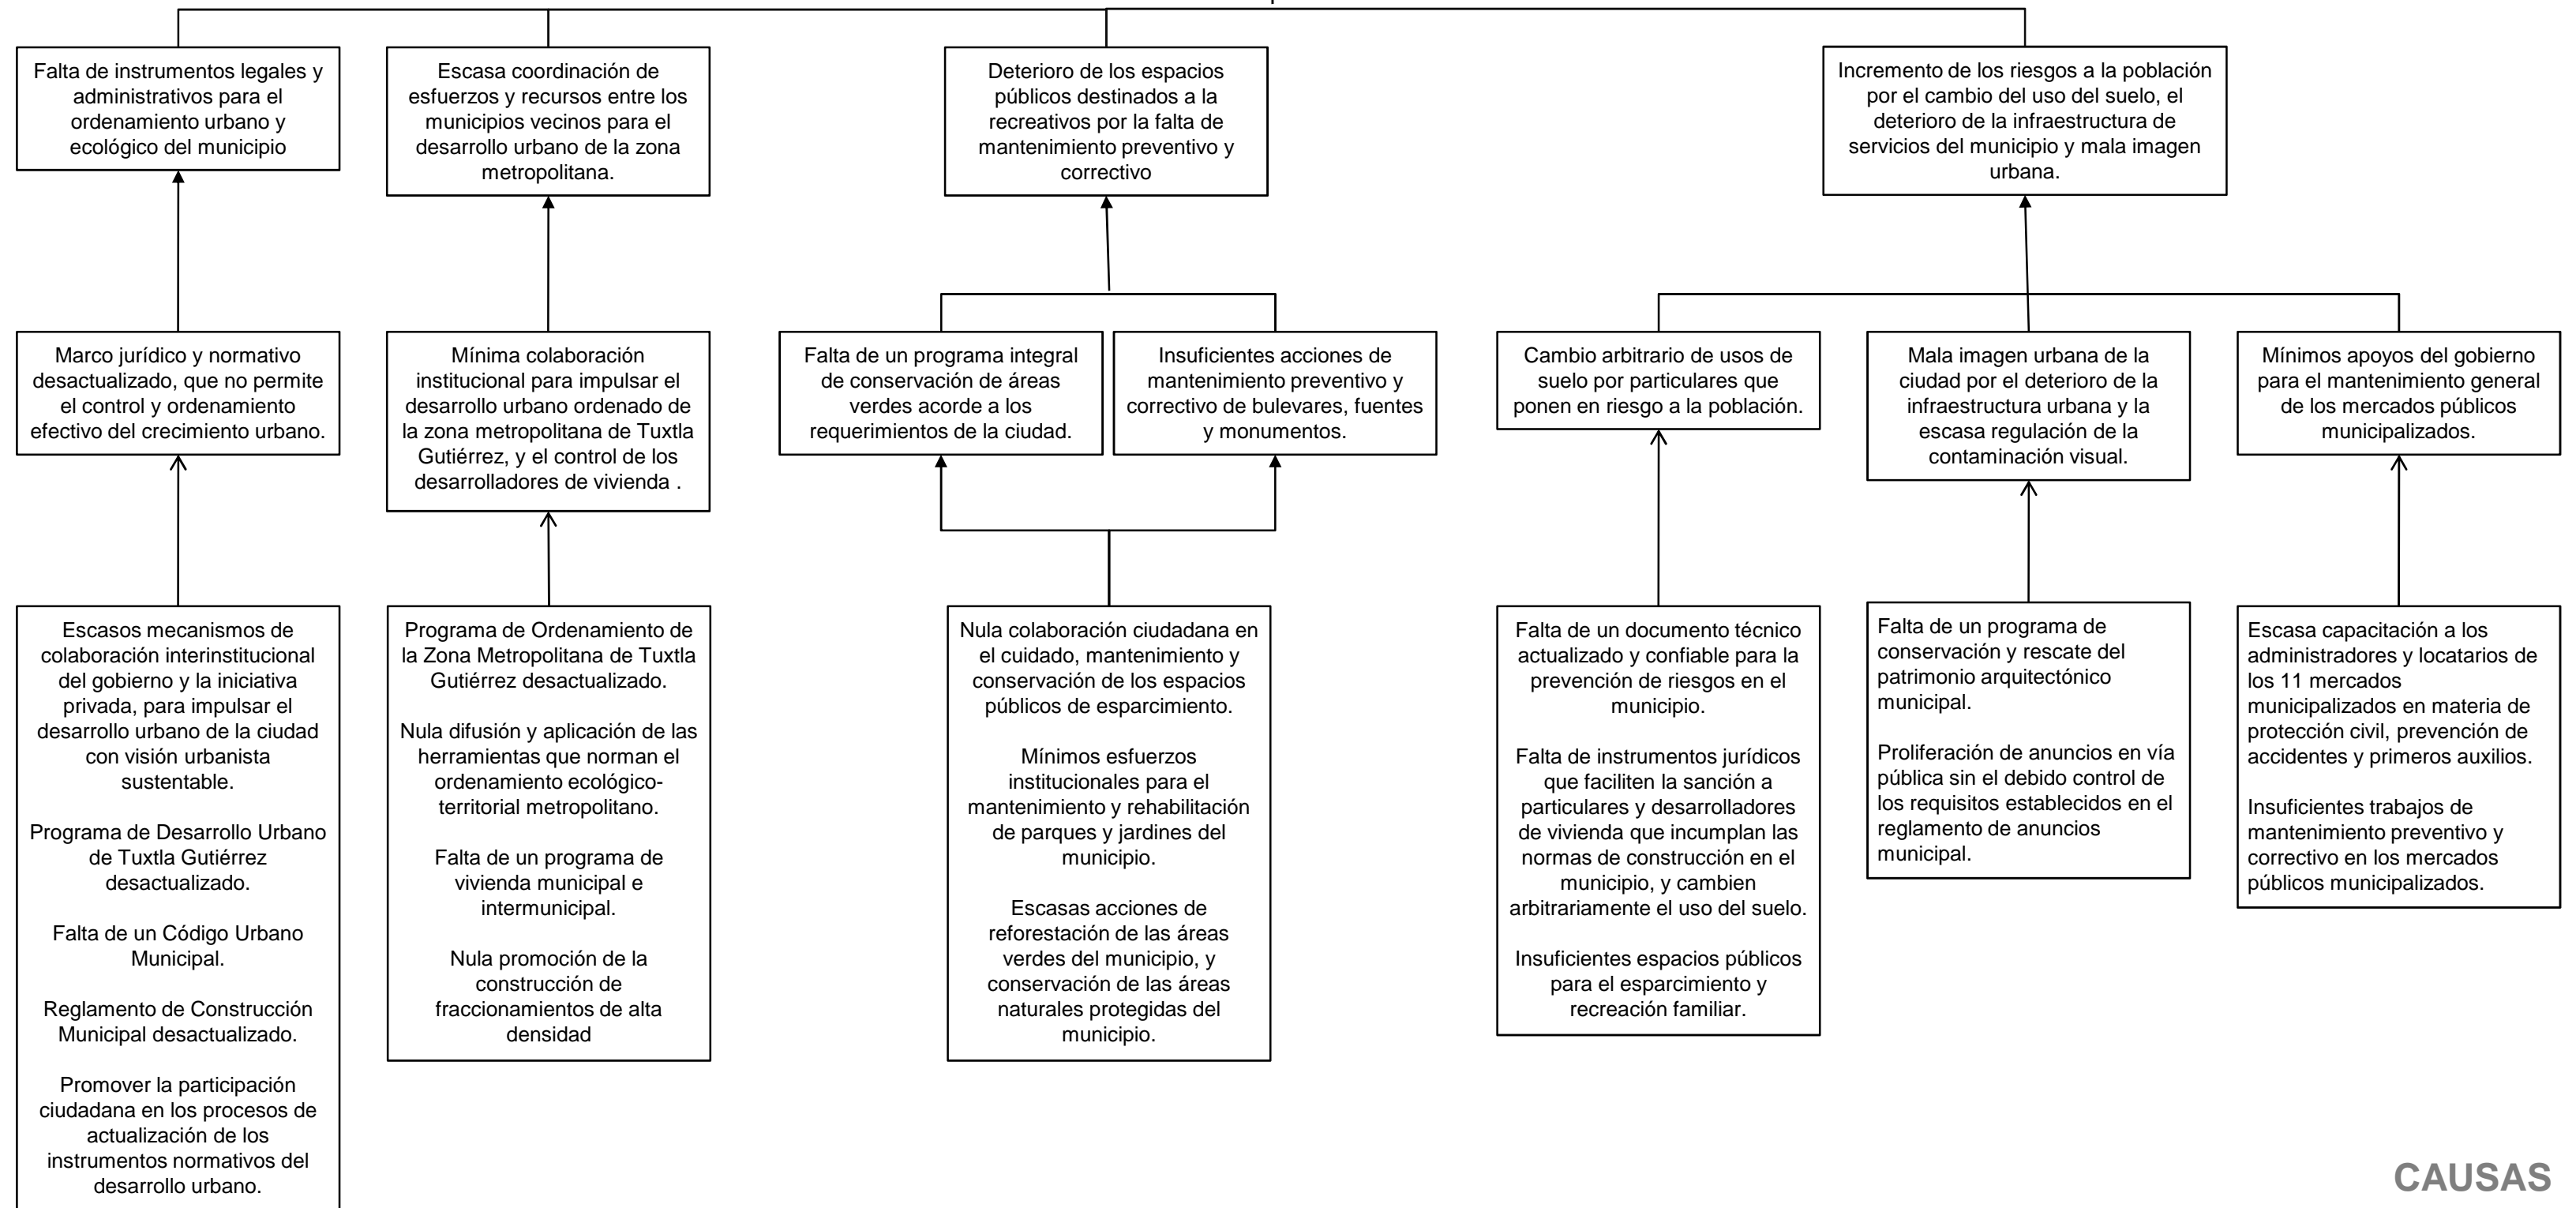 Falta de instrumentos legales y
administrativos para el
ordenamiento urbano y
ecológico del municipio
Escasa coordinación de
esfuerzos y recursos entre los
municipios vecinos para el
desarrollo urbano de la zona
metropolitana.
Deterioro de los espacios
públicos destinados a la
recreativos por la falta de
mantenimiento preventivo y
correctivo
Incremento de los riesgos a la población
por el cambio del uso del suelo, el
deterioro de la infraestructura de
servicios del municipio y mala imagen
urbana.
Marco jurídico y normativo
desactualizado, que no permite
el control y ordenamiento
efectivo del crecimiento urbano.
Mínima colaboración
institucional para impulsar el
desarrollo urbano ordenado de
la zona metropolitana de Tuxtla
Gutiérrez, y el control de los
desarrolladores de vivienda .
Falta de un programa integral
de conservación de áreas
verdes acorde a los
requerimientos de la ciudad.
Insuficientes acciones de
mantenimiento preventivo y
correctivo de bulevares, fuentes
y monumentos.
Cambio arbitrario de usos de
suelo por particulares que
ponen en riesgo a la población.
Mala imagen urbana de la
ciudad por el deterioro de la
infraestructura urbana y la
escasa regulación de la
contaminación visual.
Mínimos apoyos del gobierno
para el mantenimiento general
de los mercados públicos
municipalizados.
Escasos mecanismos de
colaboración interinstitucional
del gobierno y la iniciativa
privada, para impulsar el
desarrollo urbano de la ciudad
con visión urbanista
sustentable.
Programa de Desarrollo Urbano
de Tuxtla Gutiérrez
desactualizado.
Falta de un Código Urbano
Municipal.
Reglamento de Construcción
Municipal desactualizado.
Promover la participación
ciudadana en los procesos de
actualización de los
instrumentos normativos del
desarrollo urbano.
Programa de Ordenamiento de
la Zona Metropolitana de Tuxtla
Gutiérrez desactualizado.
Nula difusión y aplicación de las
herramientas que norman el
ordenamiento ecológico-
territorial metropolitano.
Falta de un programa de
vivienda municipal e
intermunicipal.
Nula promoción de la
construcción de
fraccionamientos de alta
densidad
Nula colaboración ciudadana en
el cuidado, mantenimiento y
conservación de los espacios
públicos de esparcimiento.
Mínimos esfuerzos
institucionales para el
mantenimiento y rehabilitación
de parques y jardines del
municipio.
Escasas acciones de
reforestación de las áreas
verdes del municipio, y
conservación de las áreas
naturales protegidas del
municipio.
Falta de un documento técnico
actualizado y confiable para la
prevención de riesgos en el
municipio.
Falta de instrumentos jurídicos
que faciliten la sanción a
particulares y desarrolladores
de vivienda que incumplan las
normas de construcción en el
municipio, y cambien
arbitrariamente el uso del suelo.
Insuficientes espacios públicos
para el esparcimiento y
recreación familiar.
Falta de un programa de
conservación y rescate del
patrimonio arquitectónico
municipal.
Proliferación de anuncios en vía
pública sin el debido control de
los requisitos establecidos en el
reglamento de anuncios
municipal.
Escasa capacitación a los
administradores y locatarios de
los 11 mercados
municipalizados en materia de
protección civil, prevención de
accidentes y primeros auxilios.
Insuficientes trabajos de
mantenimiento preventivo y
correctivo en los mercados
públicos municipalizados.
CAUSAS